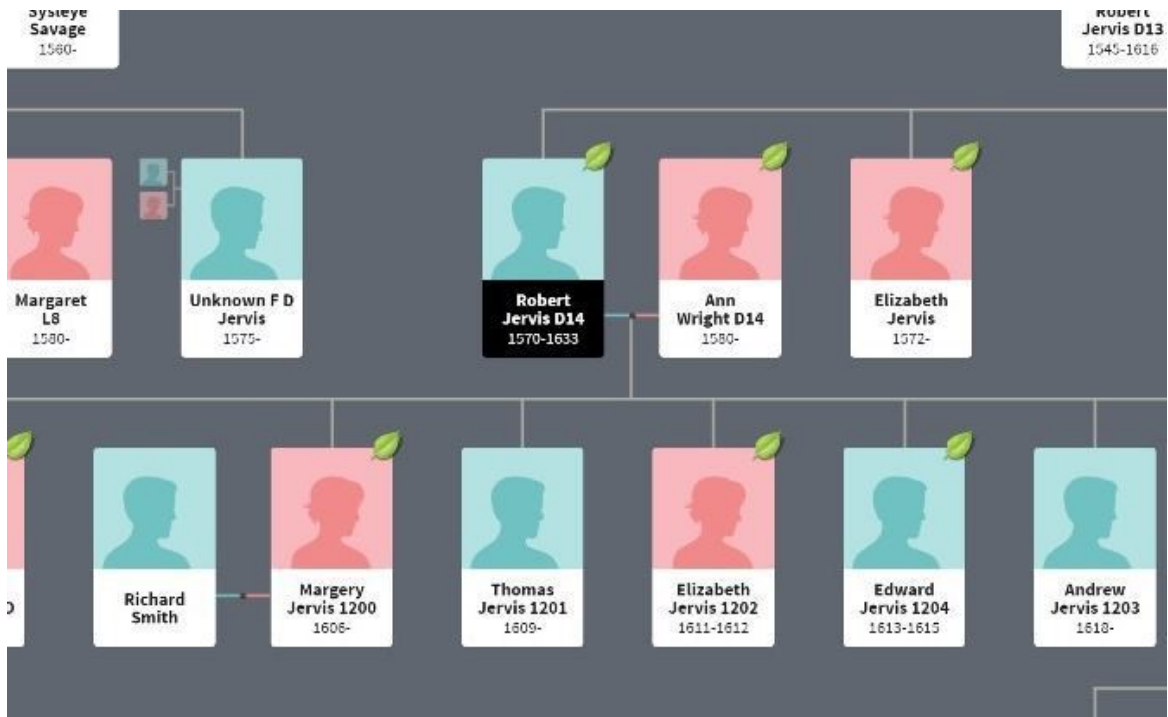 Sysleye
Savage
1560-
Robert
Jervis D13
1545-1616
Margaret
L8
1580-
Unknown F D
Jervis
1575-
Robert
Jervis D14
1570-1633
Ann
Wright D14
1580-
Elizabeth
Jervis
1572-
Richard
Smith
Margery
Jervis 1200
1606-
Thomas
Jervis 1201
1609-
Elizabeth
Jervis 1202
1611-1612
Edward
Jervis 1204
1613-1615
Andrew
Jervis 1203
1618-